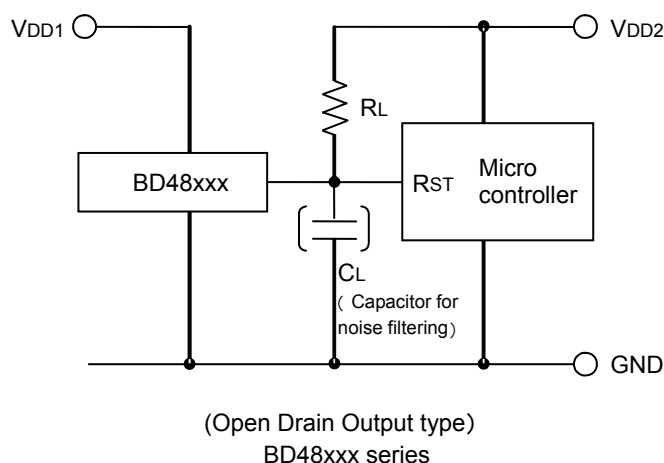 VDD1
VDD2
RL
BD48xxx
RST
Micro
controller
CL
( Capacitor for
noise filtering )
GND
(Open Drain Output type)
BD48xxx series